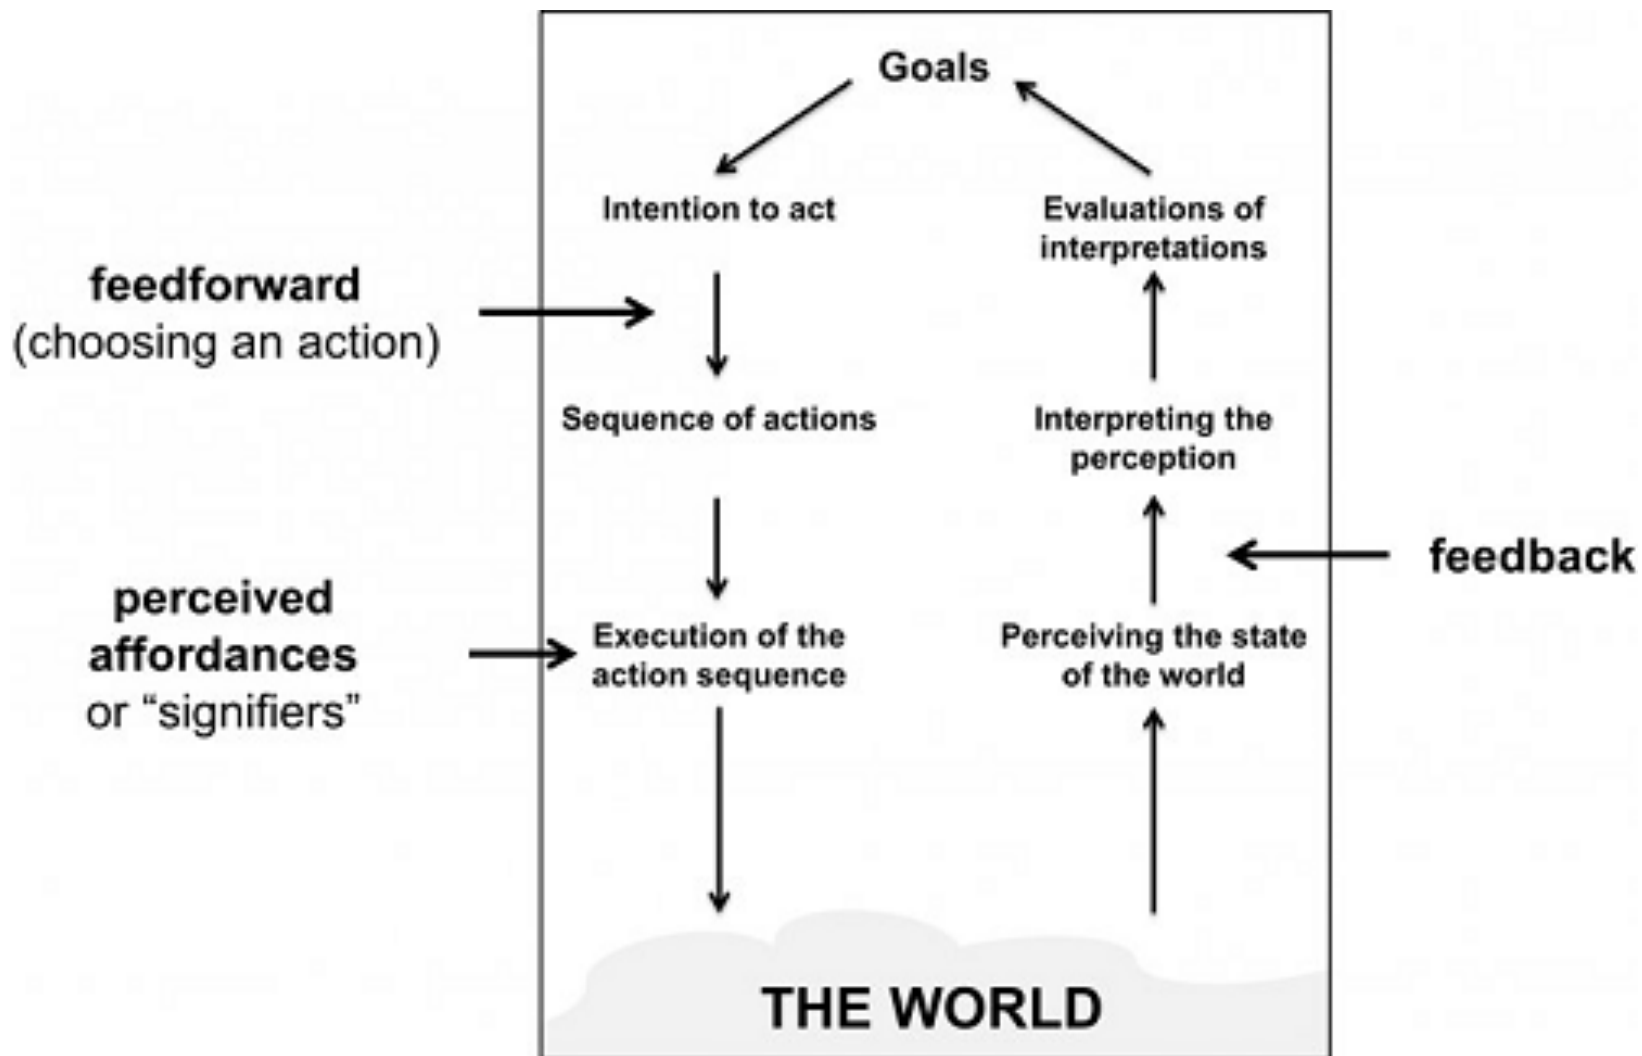 Goals
Intention to act
Evaluations of
interpretations
feedforward
(choosing an action)
Sequence of actions
Interpreting the
perception
feedback
perceived
affordances
or “signifiers”
Execution of the
action sequence
Perceiving the state
of the world
THE WORLD